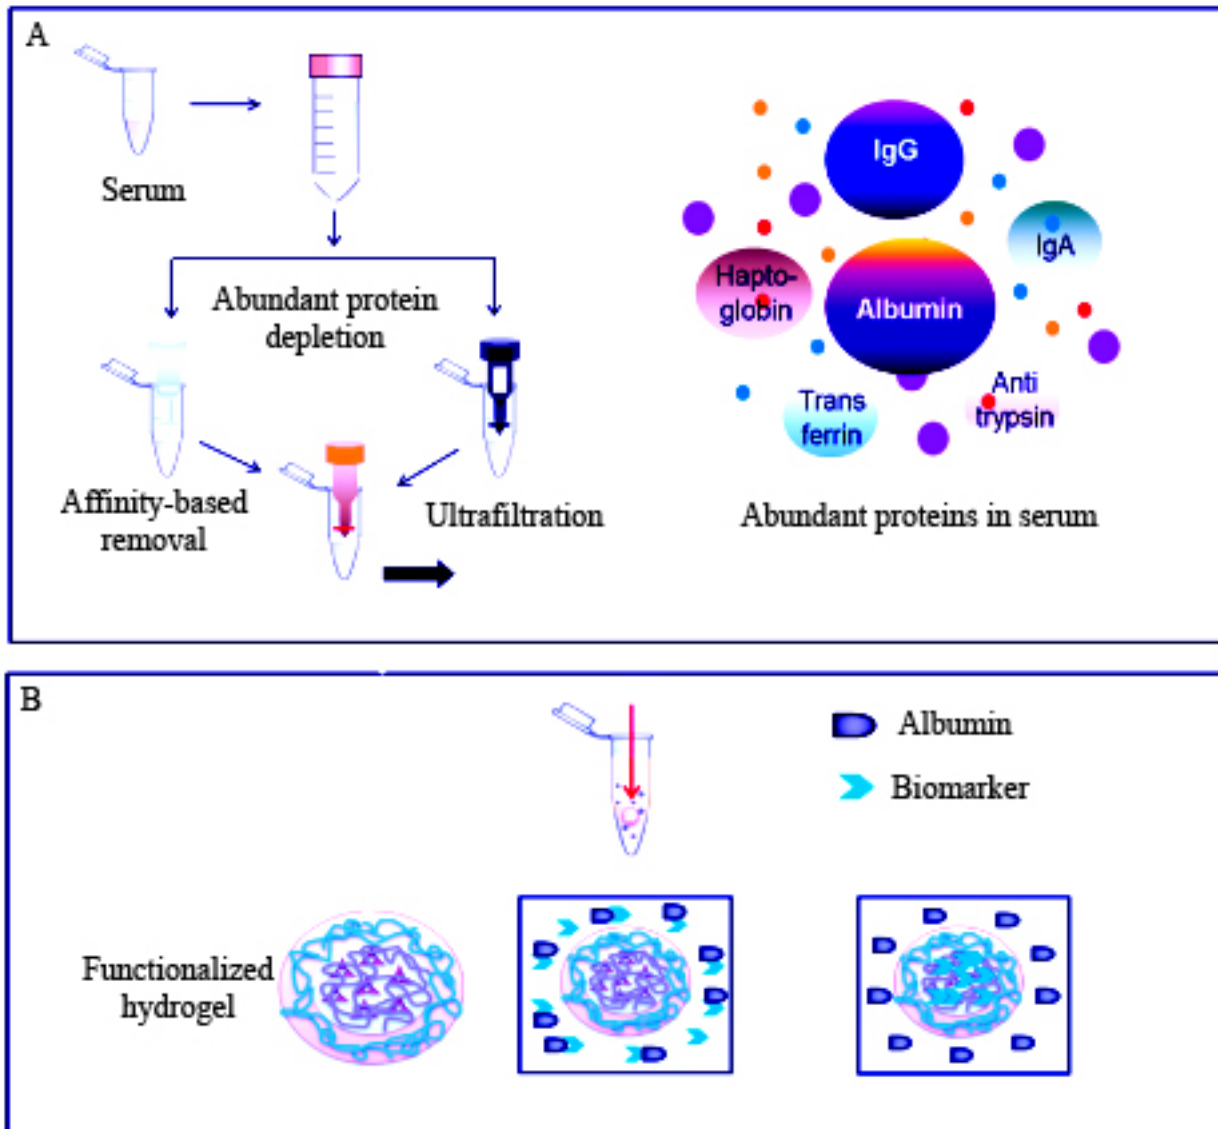 A
Serum
Abundant protein
depletion
Affinity-based
removal
Ultrafiltration
IgG
IgA
Hapto-
globin
Albumin
Trans
ferrin
Anti
trypsin
Abundant proteins in serum
B
Albumin
Biomarker
Functionalized
hydrogel